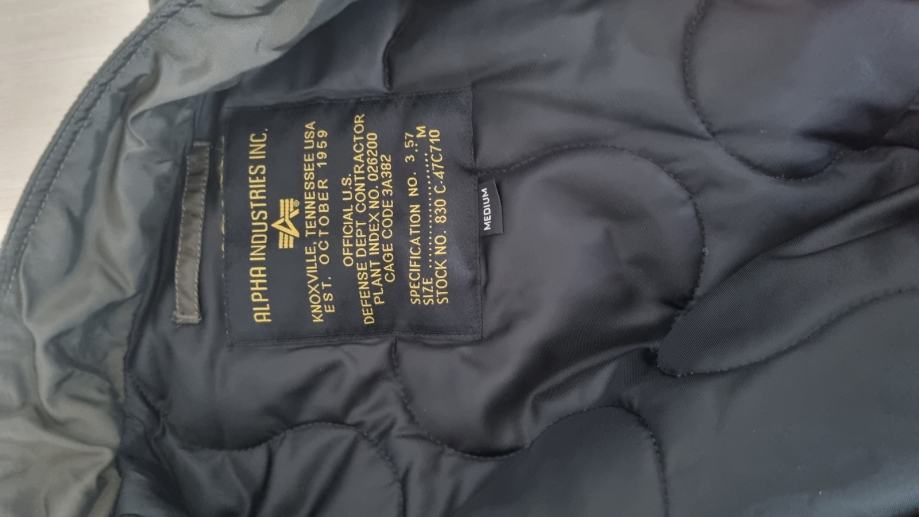 ALPHA INDUSTRIES INC.
KNOXVILLE, TENNESSEE USA
EST. OCTOBER 1959
OFFICIAL U.S.
DEFENSE DEPT CONTRACTOR
PLANT INDEX NO. 026200
CAGE CODE 3A382
SPECIFICATION NO. 3.57
SIZE ................ M
STOCK NO. 830 C-47C710
MEDIUM